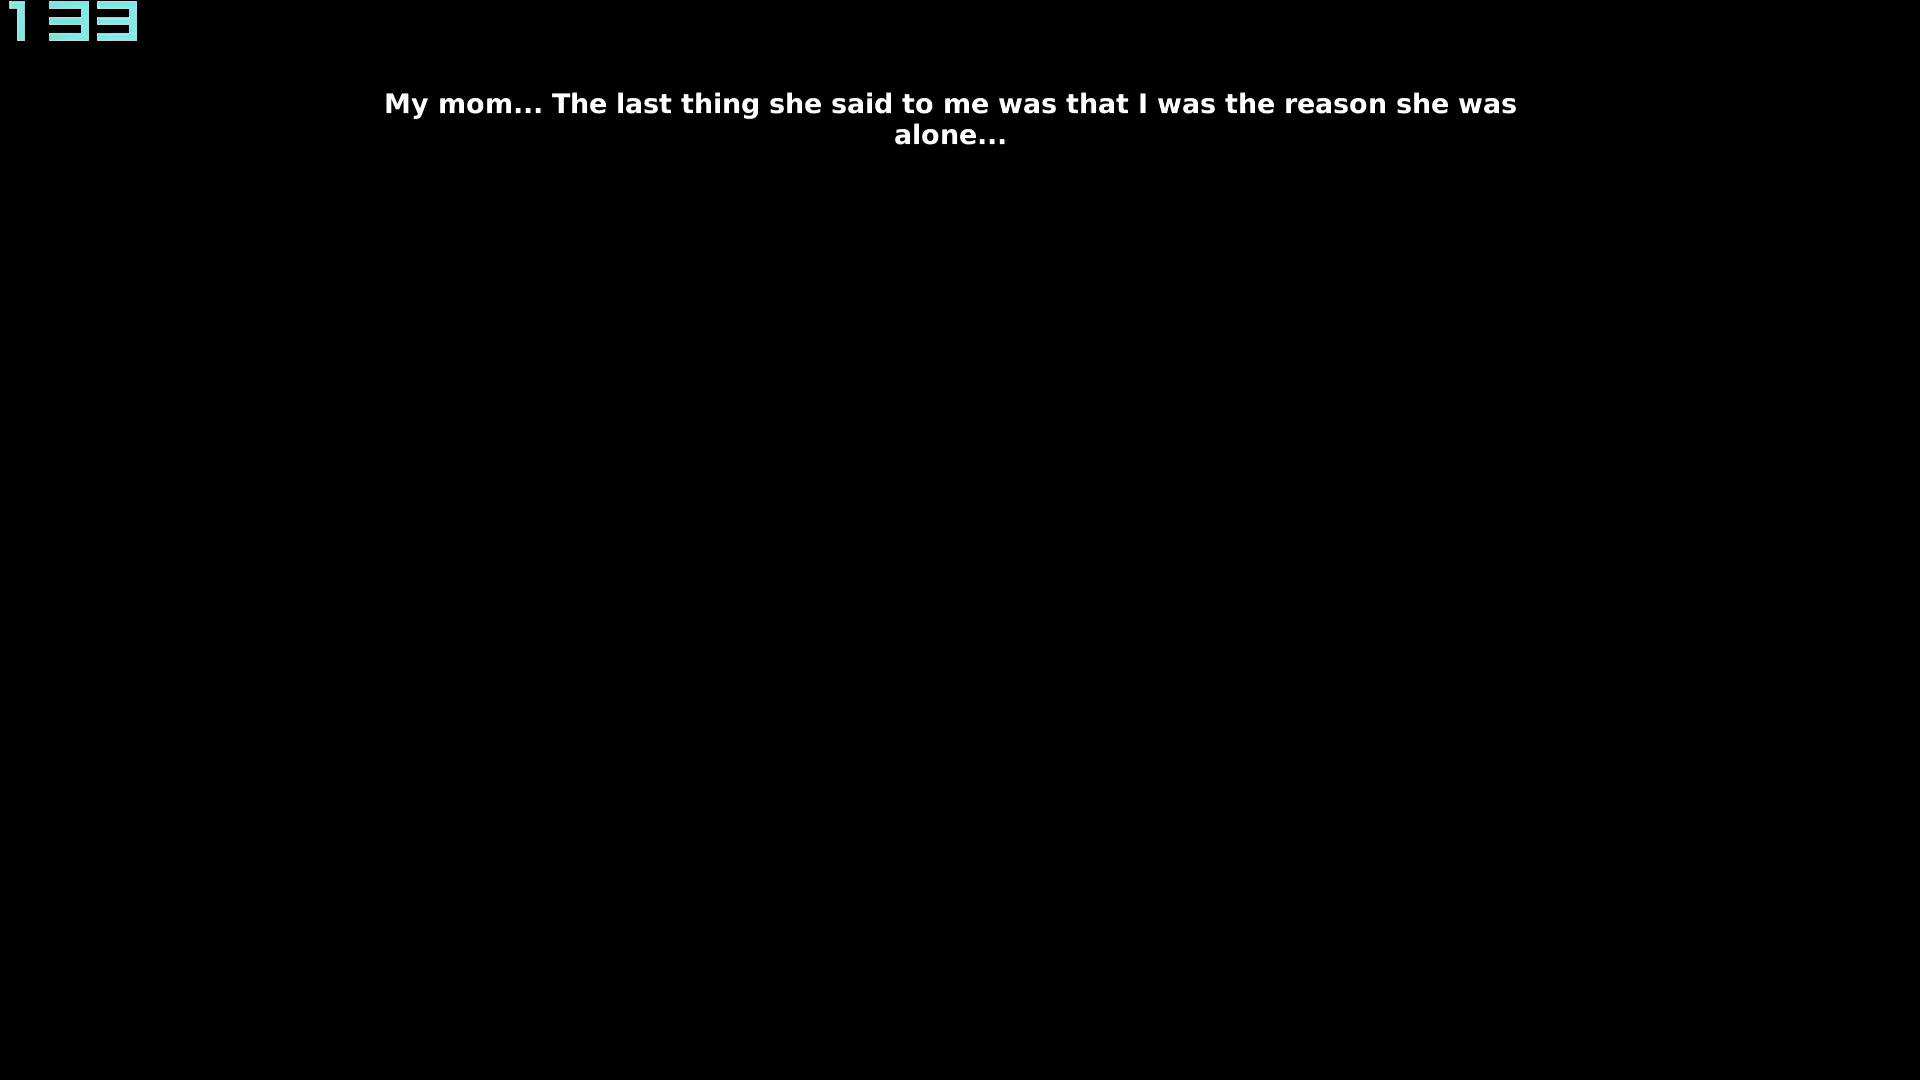 133
My mom... The last thing she said to me was that I was the reason she was
alone...